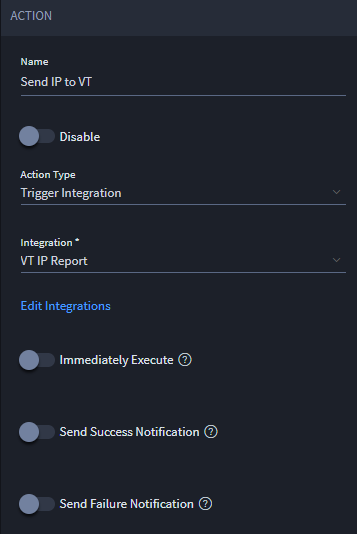 ACTION
Name
Send IP to VT
Disable
Action Type
Trigger Integration
Integration *
VT IP Report
Edit Integrations
Immediately Execute ?
Send Success Notification ?
Send Failure Notification ?